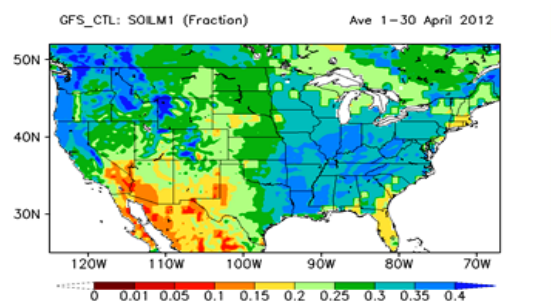 GFS_CTL: SOILM1 (Fraction) Ave 1-30 April 2012
50N
40N
30N
120W 110W 100W 90W 80W 70W
0 0.01 0.05 0.1 0.15 0.2 0.25 0.3 0.35 0.4